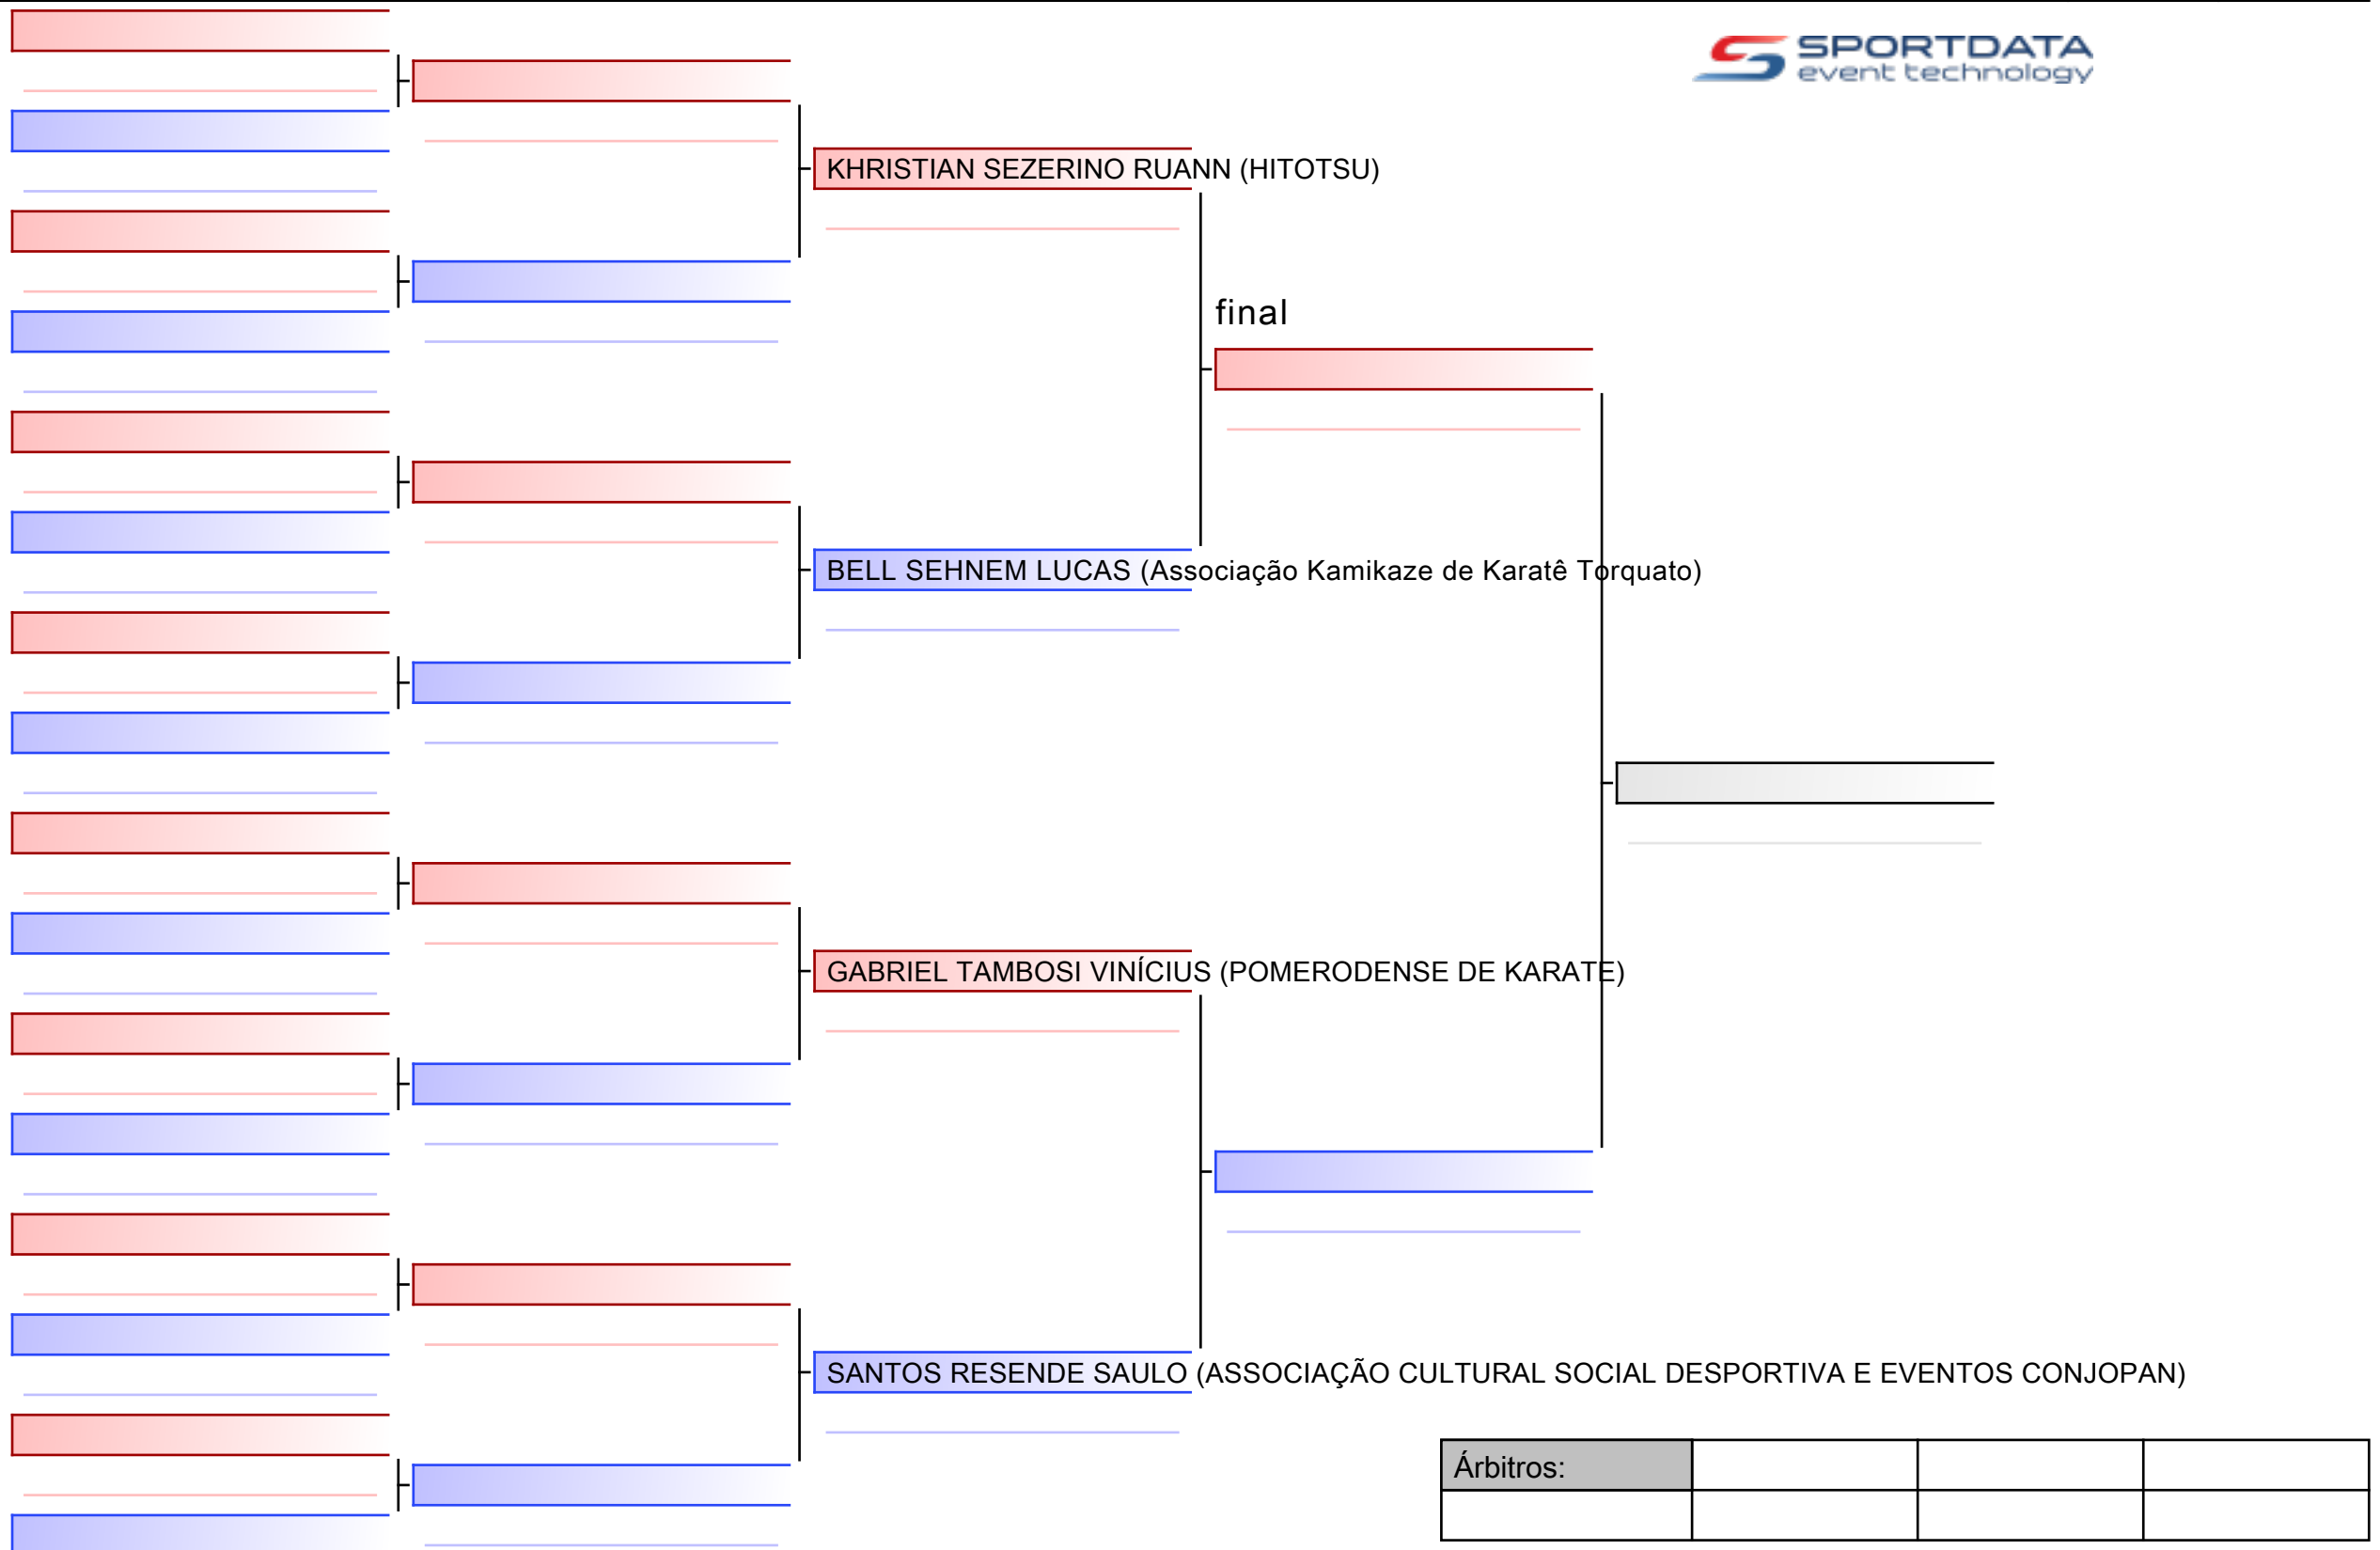 SPORTDATA
event technology
KHRISTIAN SEZERINO RUANN (HITOTSU)
final
BELL SEHNEM LUCAS (Associação Kamikaze de Karatê Torquato)
GABRIEL TAMBOSI VINÍCIUS (POMERODENSE DE KARATE)
SANTOS RESENDE SAULO (ASSOCIAÇÃO CULTURAL SOCIAL DESPORTIVA E EVENTOS CONJOPAN)
Árbitros: